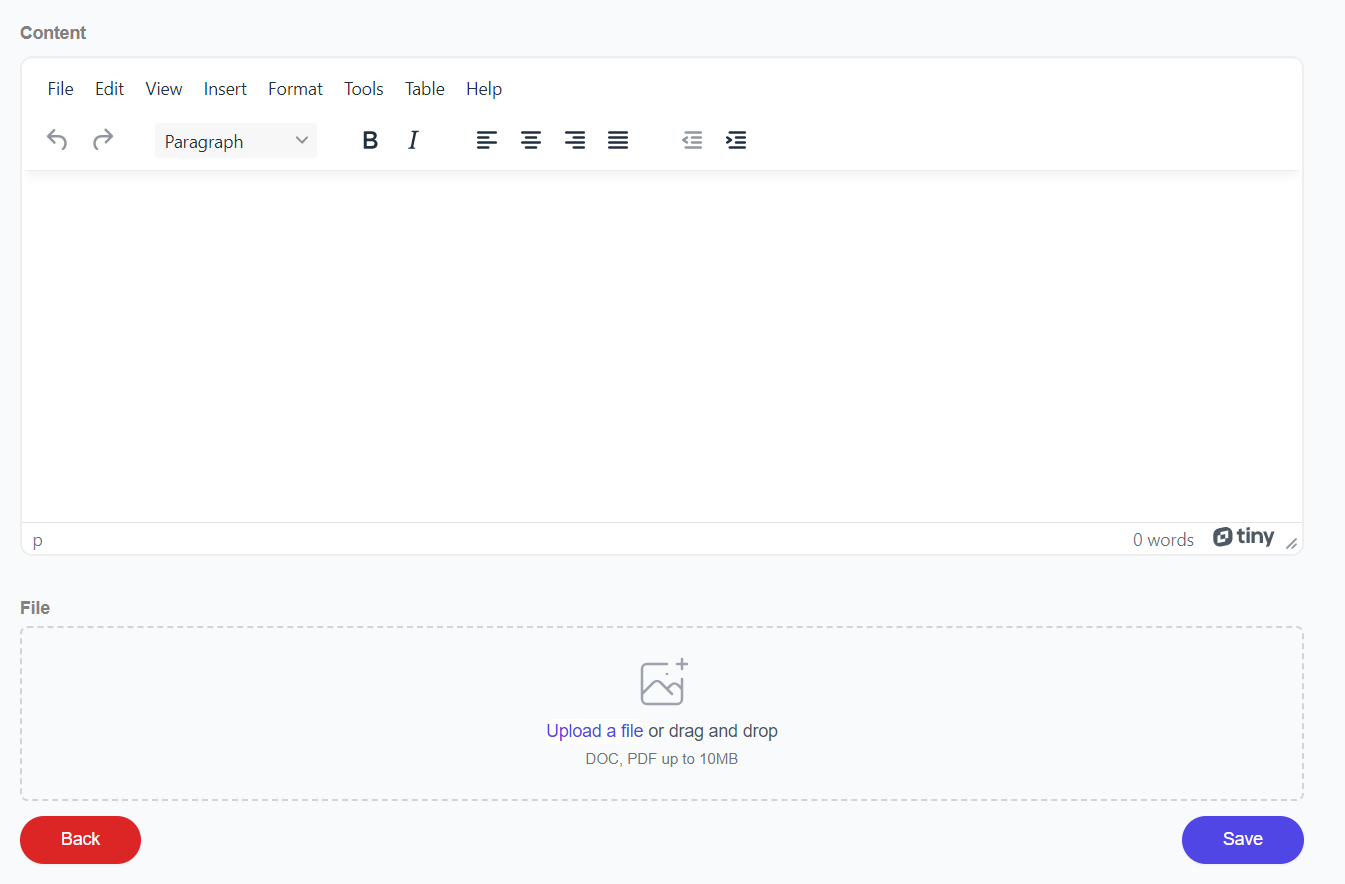 Content
File Edit View Insert Format Tools Table Help
Paragraph B I
p 0 words tiny
File
Upload a file or drag and drop
DOC, PDF up to 10MB
Back Save